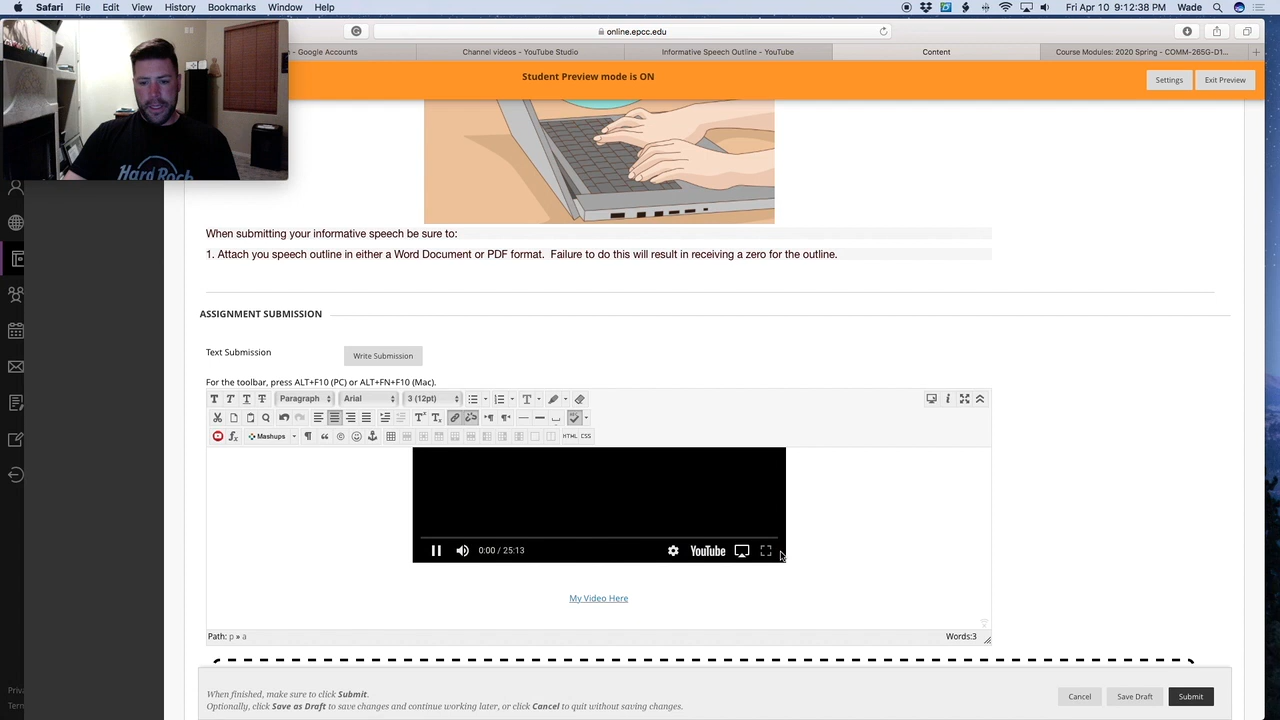 Safari File Edit View History Bookmarks Window Help
Fri Apr 10 9:12:38 PM Wade
online.epcc.edu
n - Google Accounts
Channel videos - YouTube Studio
Informative Speech Outline - YouTube
Content
Course Modules: 2020 Spring - COMM-26SG-D1...
Student Preview mode is ON
Settings
Exit Preview
Hard Rock
When submitting your informative speech be sure to:
1. Attach you speech outline in either a Word Document or PDF format. Failure to do this will result in receiving a zero for the outline.
ASSIGNMENT SUBMISSION
Text Submission
Write Submission
For the toolbar, press ALT+F10 (PC) or ALT+FN+F10 (Mac).
T T T T Paragraph Arial 3 (12pt)
Mashups
HTML CSS
0:00 / 25:13
YouTube
My Video Here
Path: p » a
Words:3
When finished, make sure to click Submit.
Optionally, click Save as Draft to save changes and continue working later, or click Cancel to quit without saving changes.
Cancel
Save Draft
Submit
Priva
Term